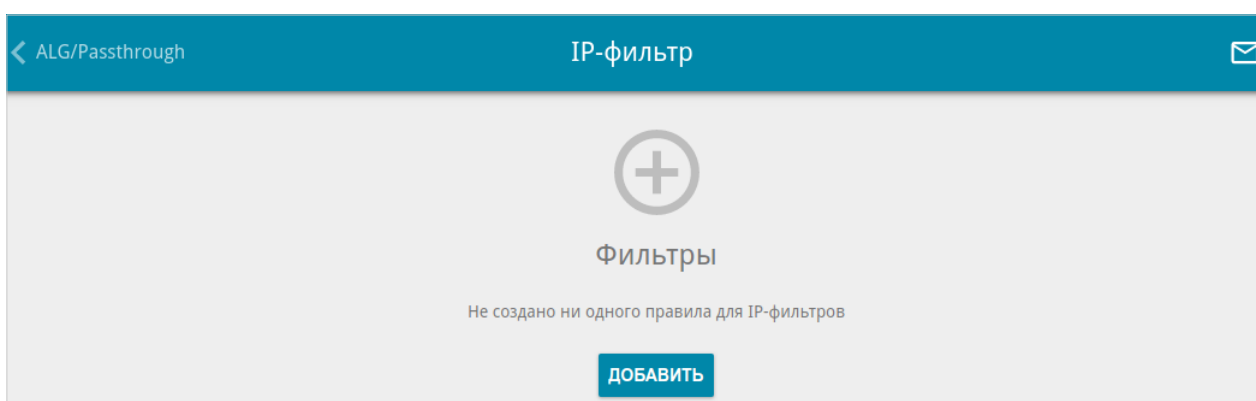 ALG/Passthrough
IP-фильтр
Фильтры
Не создано ни одного правила для IP-фильтров
ДОБАВИТЬ